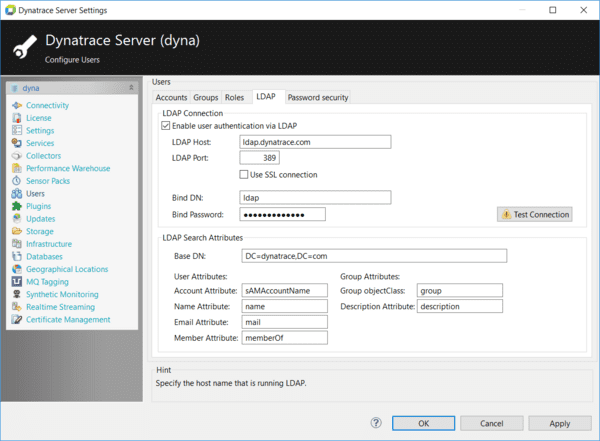 Dynatrace Server Settings
Dynatrace Server (dyna)
Configure Users
dyna
Connectivity
License
Settings
Services
Collectors
Performance Warehouse
Sensor Packs
Users
Plugins
Updates
Storage
Infrastructure
Databases
Geographical Locations
MQ Tagging
Synthetic Monitoring
Realtime Streaming
Certificate Management
Users
Accounts Groups Roles LDAP Password security
LDAP Connection
Enable user authentication via LDAP
LDAP Host: ldap.dynatrace.com
LDAP Port: 389
Use SSL connection
Bind DN: ldap
Bind Password: ●●●●●●●●●●●●● Test Connection
LDAP Search Attributes
Base DN: DC=dynatrace,DC=com
User Attributes: Group Attributes:
Account Attribute: sAMAccountName Group objectClass: group
Name Attribute: name Description Attribute: description
Email Attribute: mail
Member Attribute: memberOf
Hint
Specify the host name that is running LDAP.
? OK Cancel Apply